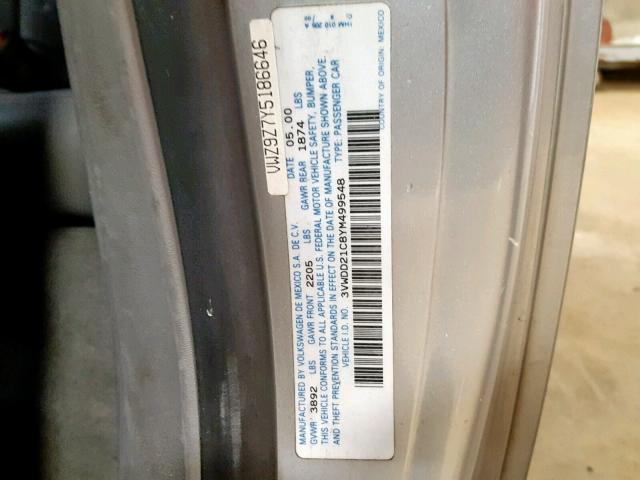 VWZ9Z7Y5186646
MANUFACTURED BY VOLKSWAGEN DE MEXICO S.A. DE C.V. DATE 05.00
GVWR 3892 LBS GAWR FRONT 2205 LBS GAWR REAR 1874 LBS
THIS VEHICLE CONFORMS TO ALL APPLICABLE U.S. FEDERAL MOTOR VEHICLE SAFETY, BUMPER,
AND THEFT PREVENTION STANDARDS IN EFFECT ON THE DATE OF MANUFACTURE SHOWN ABOVE.
VEHICLE I.D. NO. 3VWDD21C8YM499548 TYPE: PASSENGER CAR
COUNTRY OF ORIGIN: MEXICO